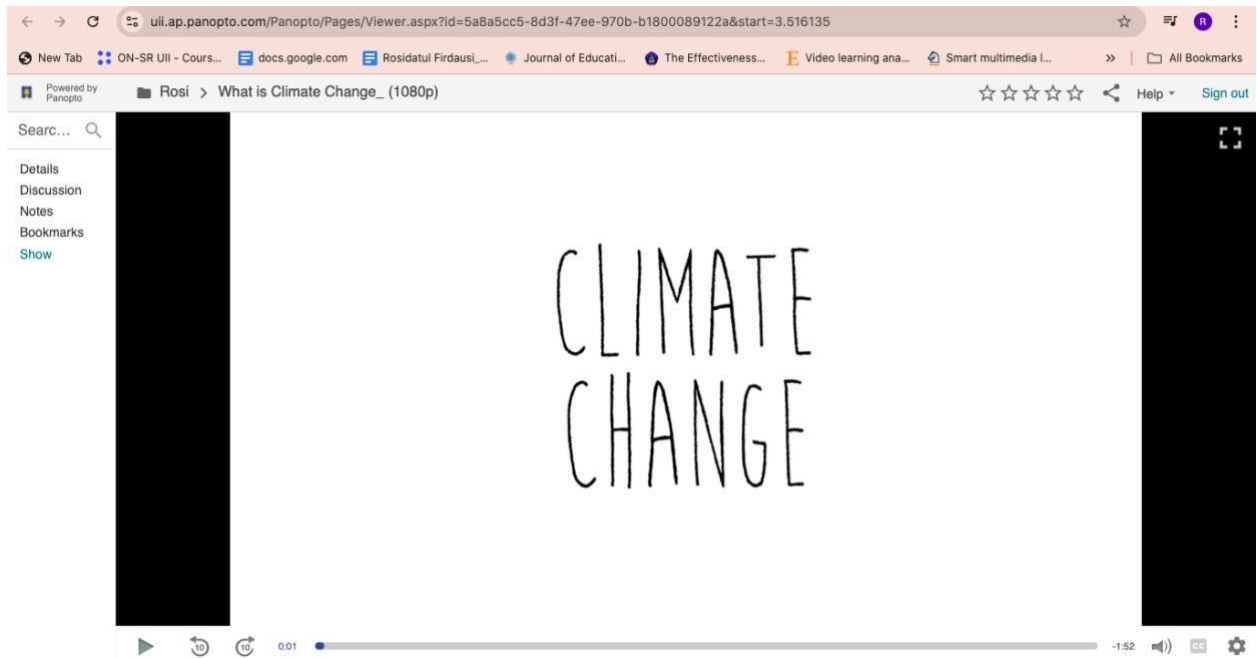 uii.ap.panopto.com/Panopto/Pages/Viewer.aspx?id=5a8a5cc5-8d3f-47ee-970b-b1800089122a&start=3.516135
R
New Tab ON-SR UII - Cours... docs.google.com Rosidatul Firdausi_... Journal of Educati... The Effectiveness... Video learning ana... Smart multimedia l... » All Bookmarks
Powered by
Panopto
Rosi > What is Climate Change_ (1080p) Help Sign out
Searc...
Details
Discussion
Notes
Bookmarks
Show
CLIMATE
CHANGE
10 10 0:01 -1:52 CC